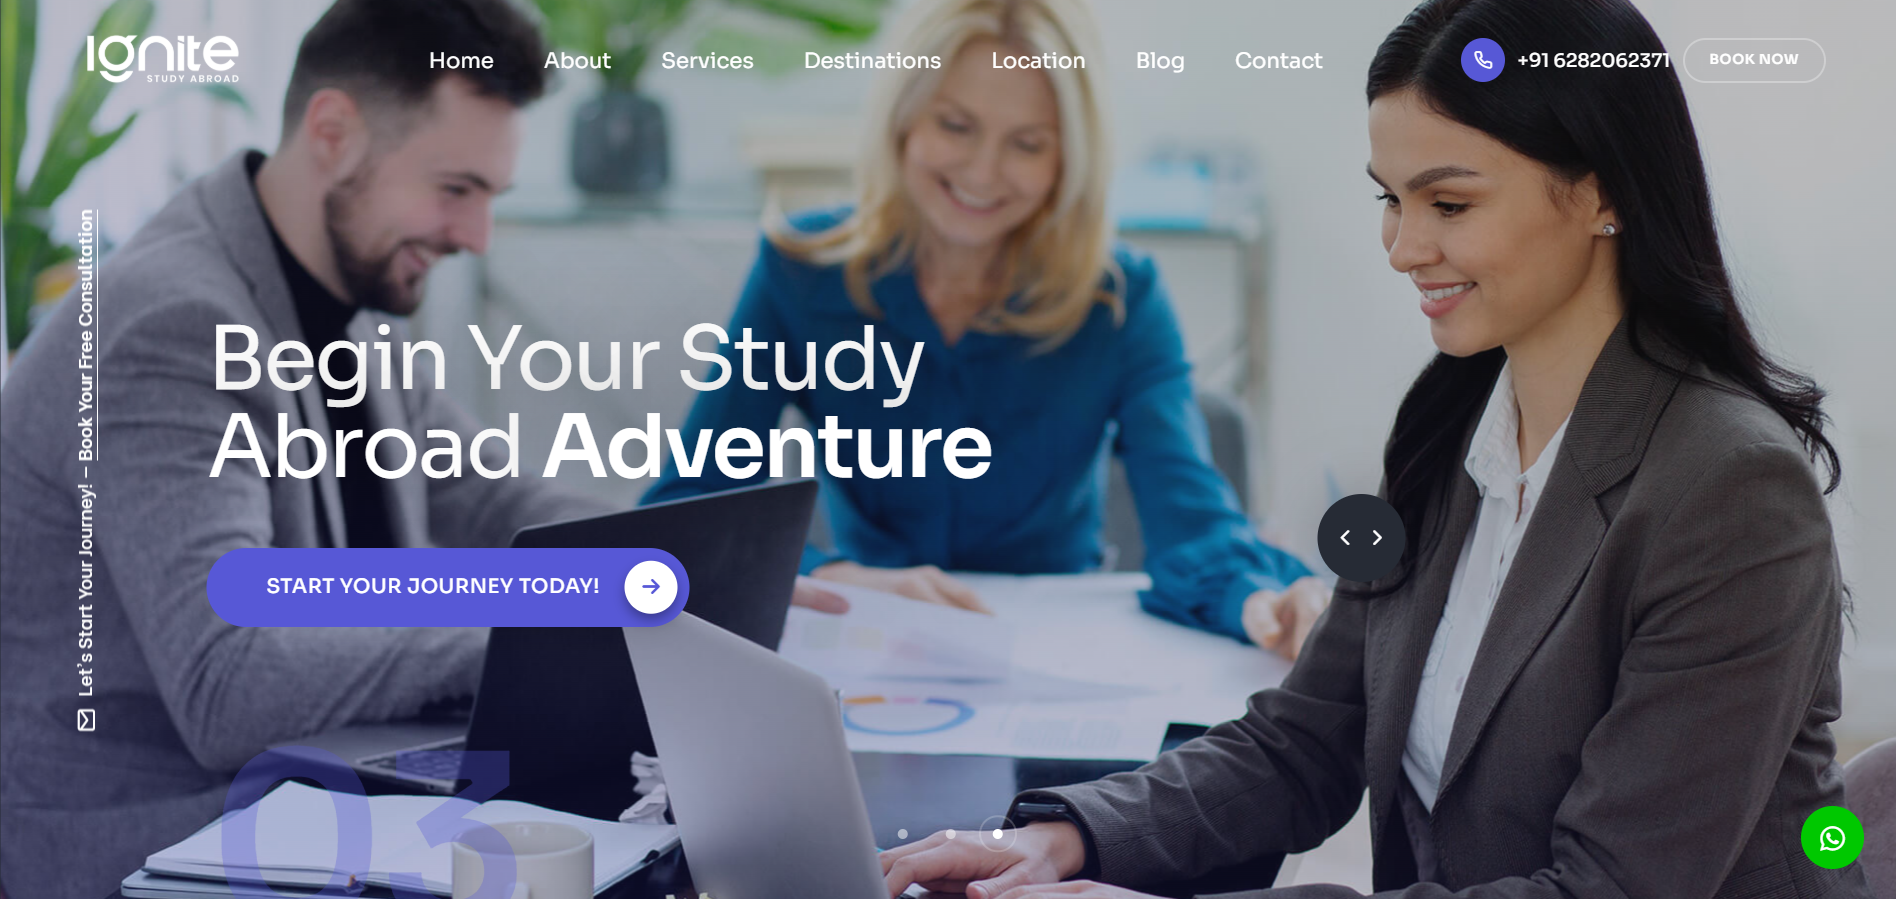 Ignite
STUDY ABROAD
Home
About
Services
Destinations
Location
Blog
Contact
+91 6282062371
BOOK NOW
Let's Start Your Journey! – Book Your Free Consultation
Begin Your Study
Abroad Adventure
START YOUR JOURNEY TODAY!
03